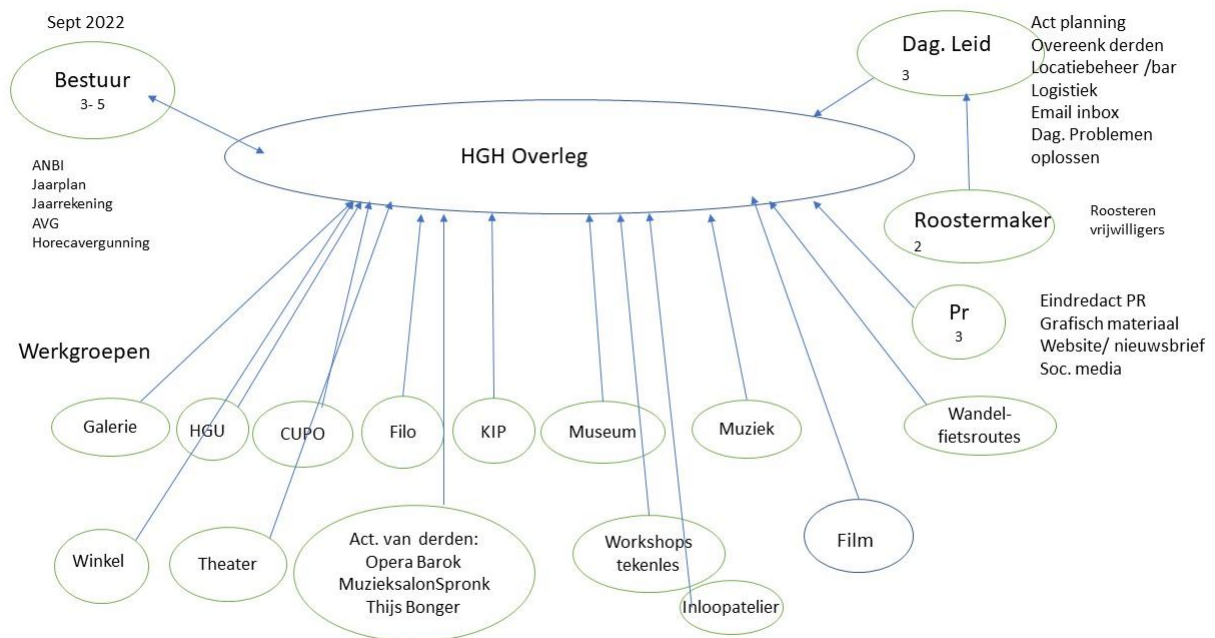 Sept 2022
Bestuur
3- 5
ANBI
Jaarplan
Jaarrekening
AVG
Horecavergunning
HGH Overleg
Dag. Leid
3
Act planning
Overeenk derden
Locatiebeheer /bar
Logistiek
Email inbox
Dag. Problemen
oplossen
Roostermaker
2
Roosteren
vrijwilligers
Pr
3
Eindredact PR
Grafisch materiaal
Website/ nieuwsbrief
Soc. media
Werkgroepen
Galerie
HGU
CUPO
Filo
KIP
Museum
Muziek
Wandel-
fietsroutes
Winkel
Theater
Act. van derden:
Opera Barok
MuzieksalonSpronk
Thijs Bonger
Workshops
tekenles
Inloopatelier
Film